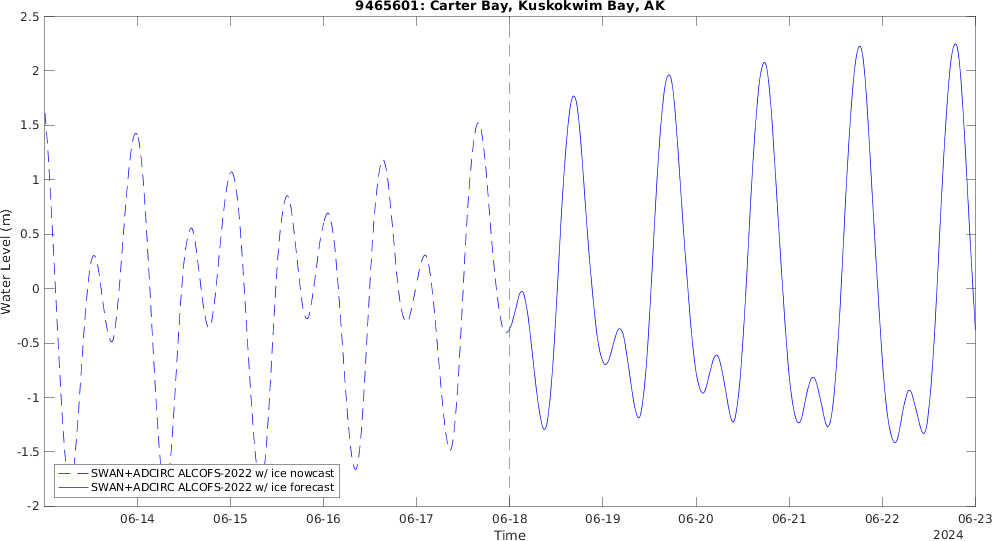 9465601: Carter Bay, Kuskokwim Bay, AK
2.5
2
1.5
1
0.5
0
-0.5
-1
-1.5
-2
Water Level (m)
SWAN+ADCIRC ALCOFS-2022 w/ ice nowcast
SWAN+ADCIRC ALCOFS-2022 w/ ice forecast
06-14 06-15 06-16 06-17 06-18 06-19 06-20 06-21 06-22 06-23
Time
2024